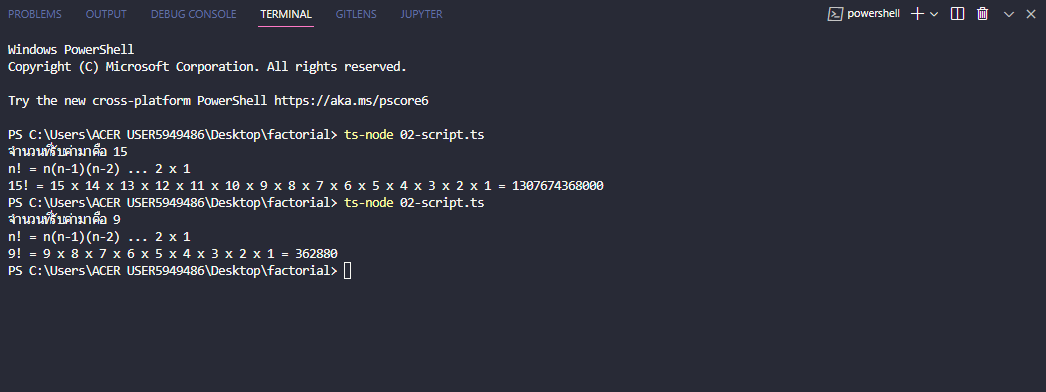 PROBLEMS OUTPUT DEBUG CONSOLE TERMINAL GITLENS JUPYTER powershell
Windows PowerShell
Copyright (C) Microsoft Corporation. All rights reserved.
Try the new cross-platform PowerShell https://aka.ms/pscore6
PS C:\Users\ACER USER5949486\Desktop\factorial> ts-node 02-script.ts
จำนวนที่รับค่ามาคือ 15
n! = n(n-1)(n-2) ... 2 x 1
15! = 15 x 14 x 13 x 12 x 11 x 10 x 9 x 8 x 7 x 6 x 5 x 4 x 3 x 2 x 1 = 1307674368000
PS C:\Users\ACER USER5949486\Desktop\factorial> ts-node 02-script.ts
จำนวนที่รับค่ามาคือ 9
n! = n(n-1)(n-2) ... 2 x 1
9! = 9 x 8 x 7 x 6 x 5 x 4 x 3 x 2 x 1 = 362880
PS C:\Users\ACER USER5949486\Desktop\factorial>